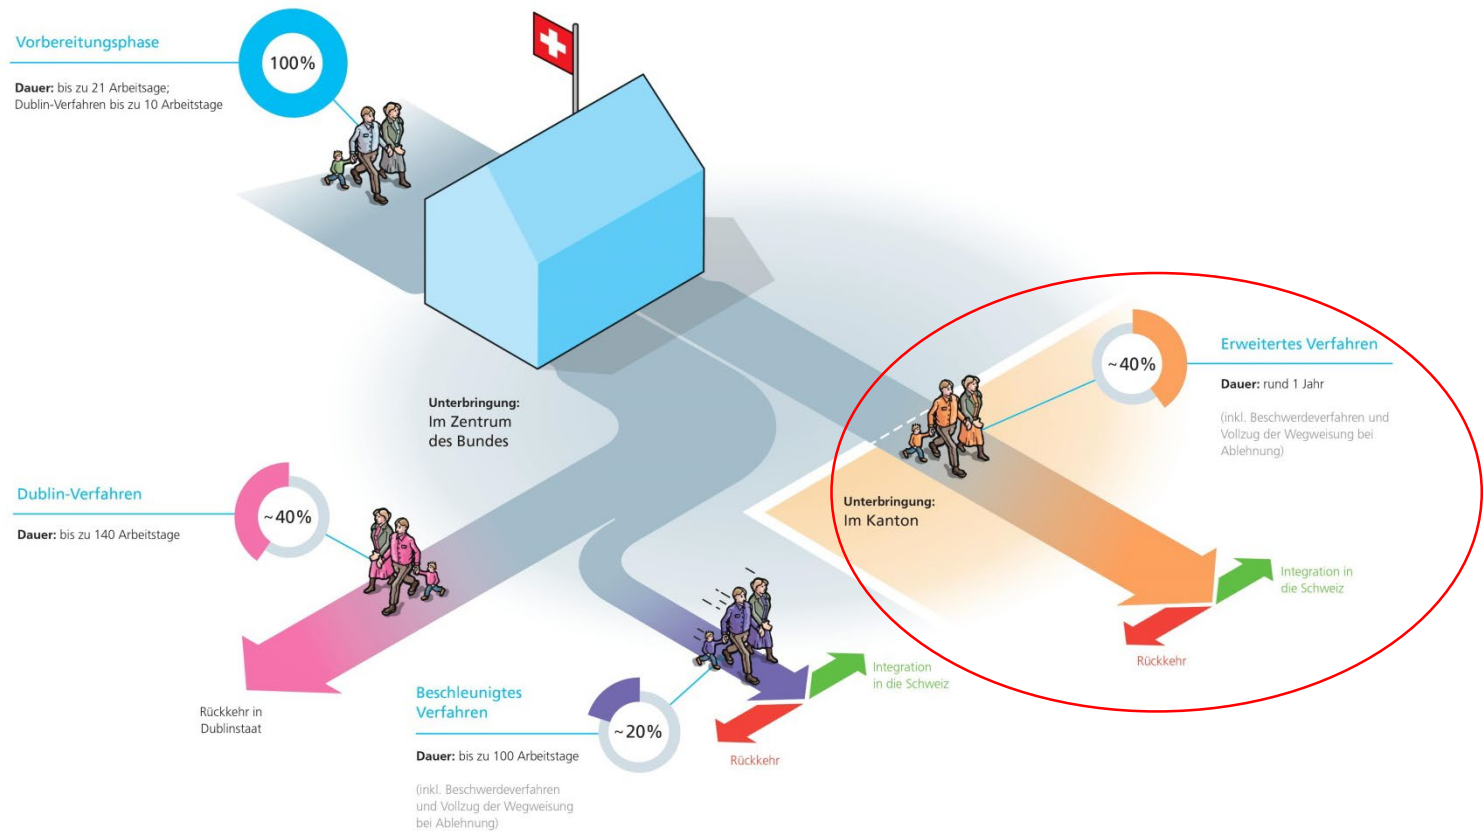 Vorbereitungsphase
100%
Dauer: bis zu 21 Arbeitsage;
Dublin-Verfahren bis zu 10 Arbeitstage
Erweitertes Verfahren
~40%
Dauer: rund 1 Jahr
(inkl. Beschwerdeverfahren und
Vollzug der Wegweisung bei
Ablehnung)
Unterbringung:
Im Zentrum
des Bundes
Unterbringung:
Im Kanton
Dublin-Verfahren
~40%
Dauer: bis zu 140 Arbeitstage
Integration in
die Schweiz
Rückkehr
Integration
in die Schweiz
Rückkehr in
Dublinstaat
Beschleunigtes
Verfahren
~20%
Dauer: bis zu 100 Arbeitstage
(inkl. Beschwerdeverfahren
und Vollzug der Wegweisung
bei Ablehnung)
Rückkehr